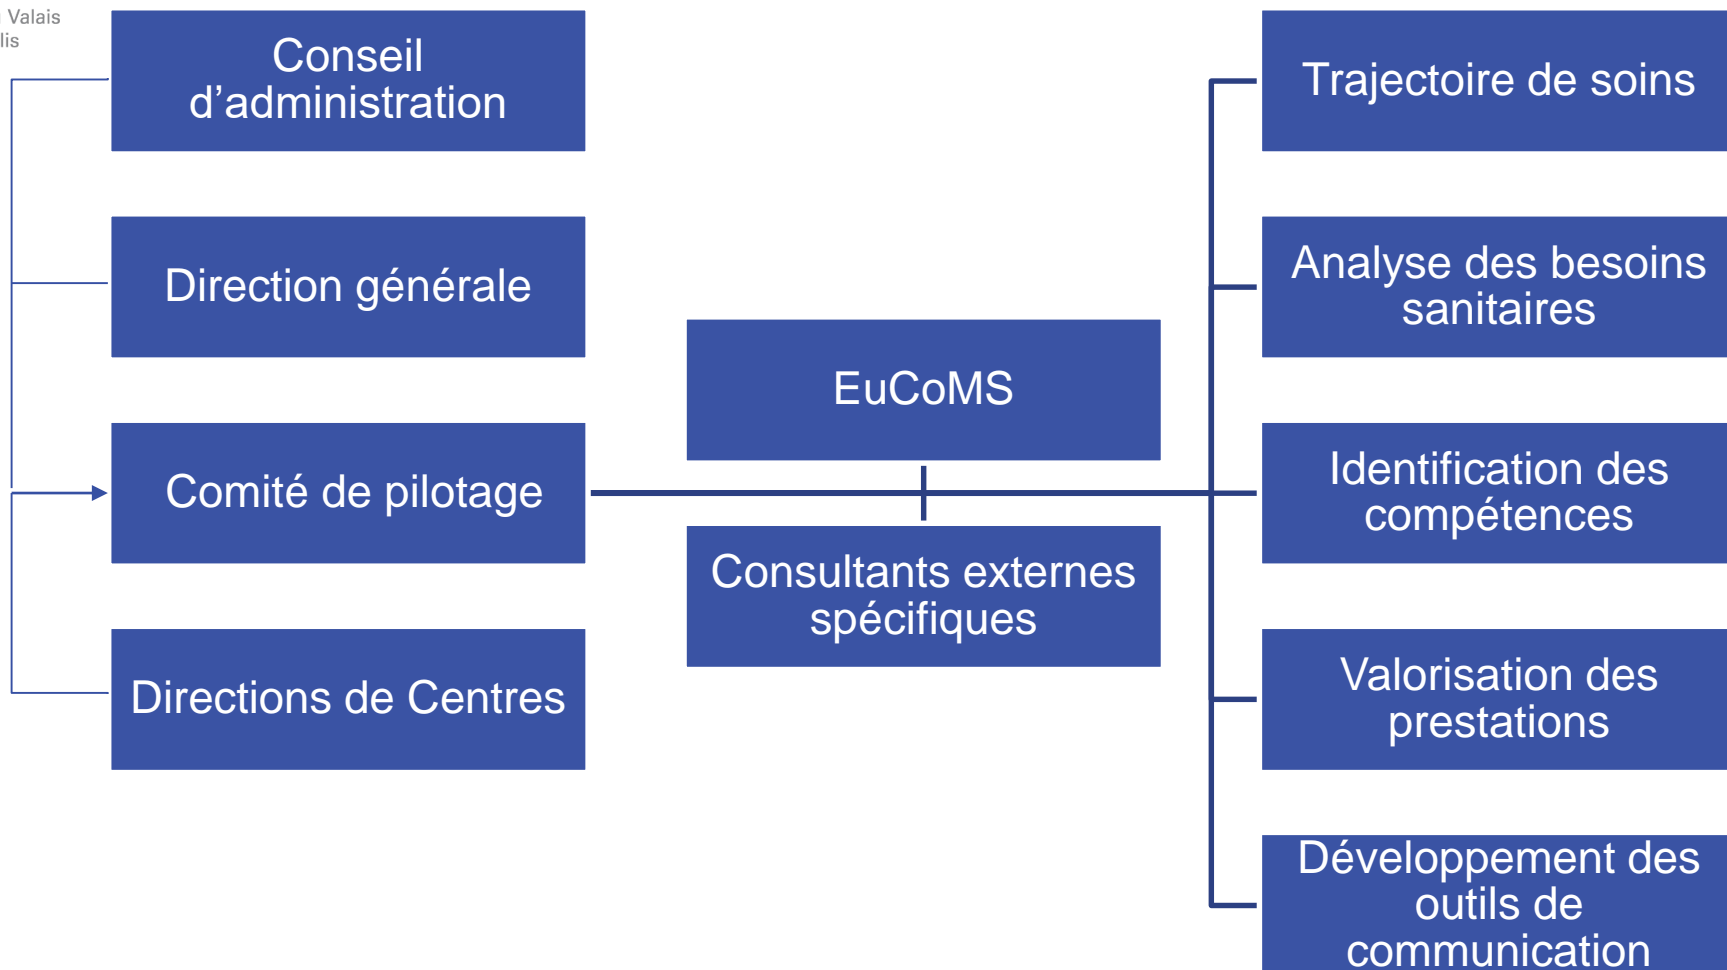 Valais
lis
Conseil
d’administration
Direction générale
Comité de pilotage
Directions de Centres
EuCoMS
Consultants externes
spécifiques
Trajectoire de soins
Analyse des besoins
sanitaires
Identification des
compétences
Valorisation des
prestations
Développement des
outils de
communication